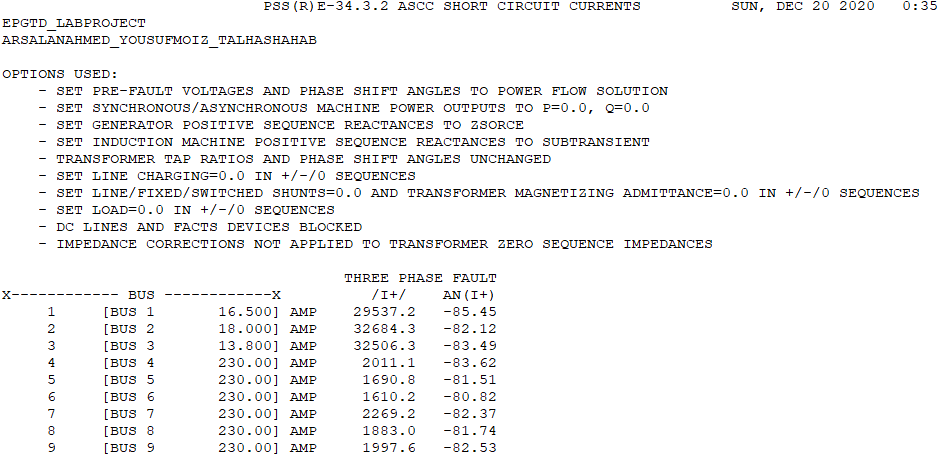 PSS(R)E-34.3.2 ASCC SHORT CIRCUIT CURRENTS SUN, DEC 20 2020 0:35
EPGTD_LABPROJECT
ARSALANAHMED_YOUSUFMOIZ_TALHASHAHAB
OPTIONS USED:
- SET PRE-FAULT VOLTAGES AND PHASE SHIFT ANGLES TO POWER FLOW SOLUTION
- SET SYNCHRONOUS/ASYNCHRONOUS MACHINE POWER OUTPUTS TO P=0.0, Q=0.0
- SET GENERATOR POSITIVE SEQUENCE REACTANCES TO ZSORCE
- SET INDUCTION MACHINE POSITIVE SEQUENCE REACTANCES TO SUBTRANSIENT
- TRANSFORMER TAP RATIOS AND PHASE SHIFT ANGLES UNCHANGED
- SET LINE CHARGING=0.0 IN +/-/0 SEQUENCES
- SET LINE/FIXED/SWITCHED SHUNTS=0.0 AND TRANSFORMER MAGNETIZING ADMITTANCE=0.0 IN +/-/0 SEQUENCES
- SET LOAD=0.0 IN +/-/0 SEQUENCES
- DC LINES AND FACTS DEVICES BLOCKED
- IMPEDANCE CORRECTIONS NOT APPLIED TO TRANSFORMER ZERO SEQUENCE IMPEDANCES
THREE PHASE FAULT
X------------ BUS ------------X /I+/ AN(I+)
1 [BUS 1 16.500] AMP 29537.2 -85.45
2 [BUS 2 18.000] AMP 32684.3 -82.12
3 [BUS 3 13.800] AMP 32506.3 -83.49
4 [BUS 4 230.00] AMP 2011.1 -83.62
5 [BUS 5 230.00] AMP 1690.8 -81.51
6 [BUS 6 230.00] AMP 1610.2 -80.82
7 [BUS 7 230.00] AMP 2269.2 -82.37
8 [BUS 8 230.00] AMP 1883.0 -81.74
9 [BUS 9 230.00] AMP 1997.6 -82.53